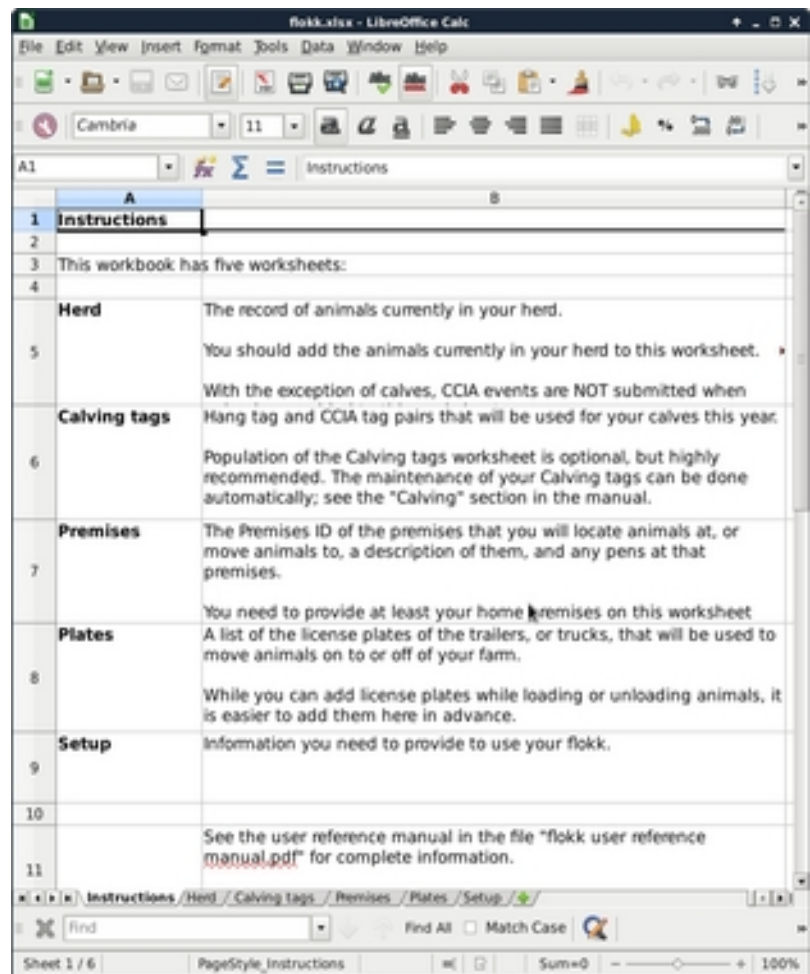 flokk.xlsx - LibreOffice Calc
File Edit View Insert Format Tools Data Window Help
Cambria 11
A1 Instructions
A B
1 Instructions
2
3 This workbook has five worksheets:
4
5 Herd The record of animals currently in your herd.
You should add the animals currently in your herd to this worksheet.
With the exception of calves, CCIA events are NOT submitted when
6 Calving tags Hang tag and CCIA tag pairs that will be used for your calves this year.
Population of the Calving tags worksheet is optional, but highly
recommended. The maintenance of your Calving tags can be done
automatically; see the "Calving" section in the manual.
7 Premises The Premises ID of the premises that you will locate animals at, or
move animals to, a description of them, and any pens at that
premises.
You need to provide at least your home premises on this worksheet
8 Plates A list of the license plates of the trailers, or trucks, that will be used to
move animals on to or off of your farm.
While you can add license plates while loading or unloading animals, it
is easier to add them here in advance.
9 Setup Information you need to provide to use your flokk.
10
11 See the user reference manual in the file "flokk user reference
manual.pdf" for complete information.
Instructions Herd Calving tags Premises Plates Setup
Find Find All Match Case
Sheet 1 / 6 PageStyle_Instructions Sum=0 100%